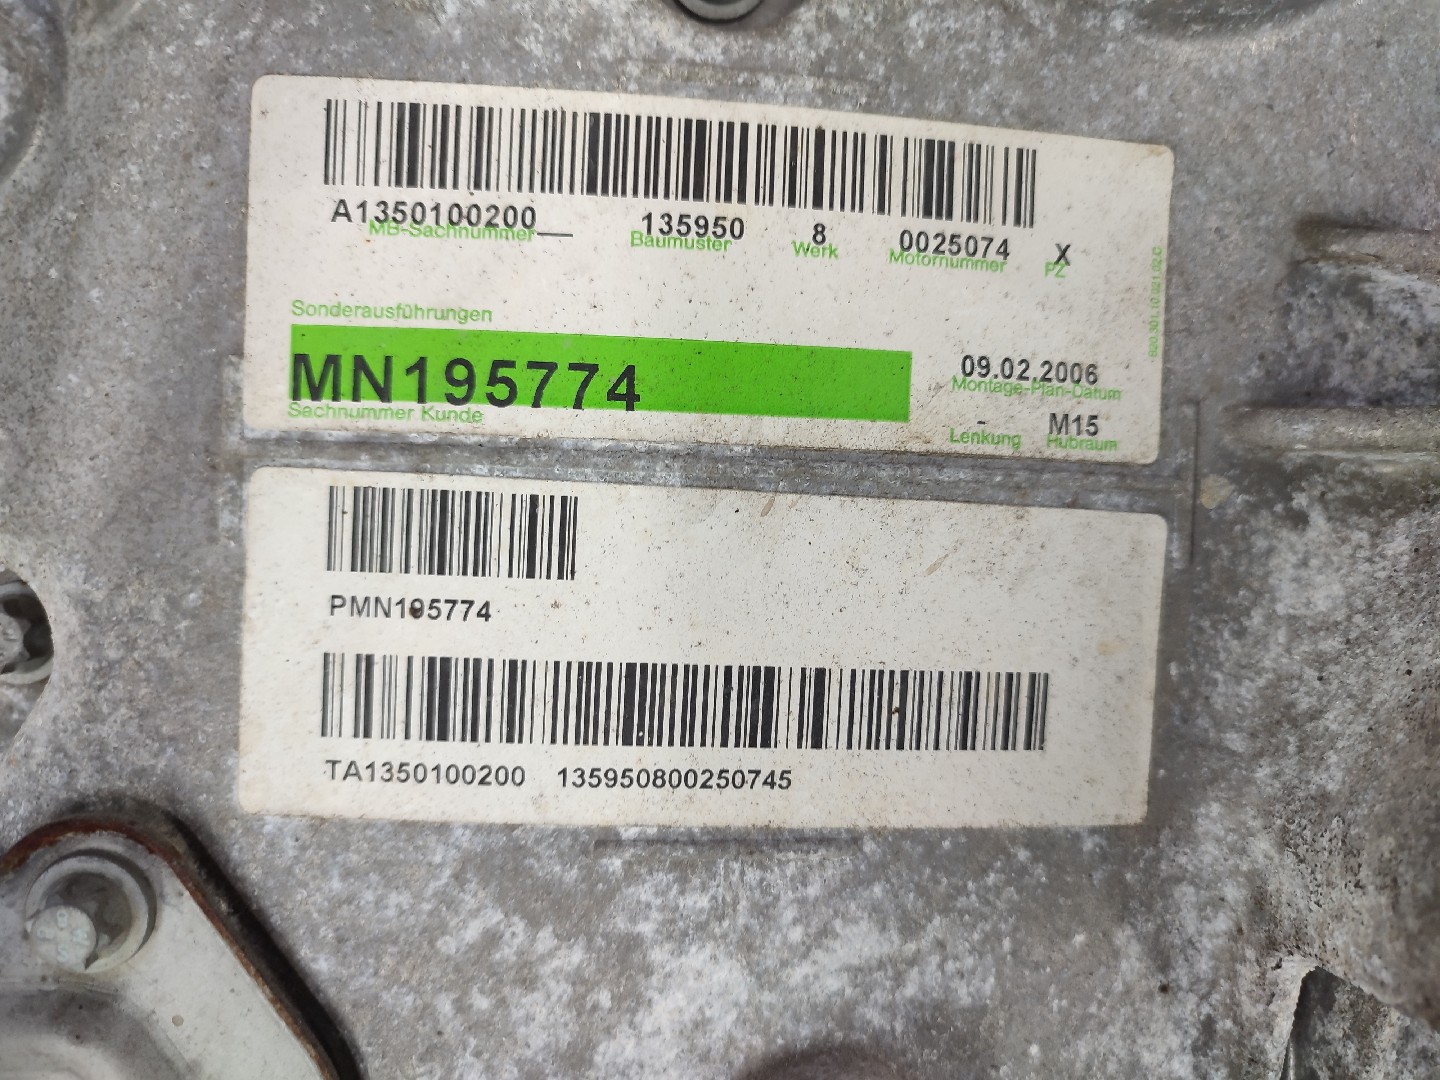 A1350100200__ 135950 8 0025074 X
MB-Sachnummer Baumuster Werk Motornummer PZ
Sonderausführungen
MN195774
Sachnummer Kunde
09.02.2006
Montage-Plan-Datum
- M15
Lenkung Hubraum
PMN195774
TA1350100200 135950800250745